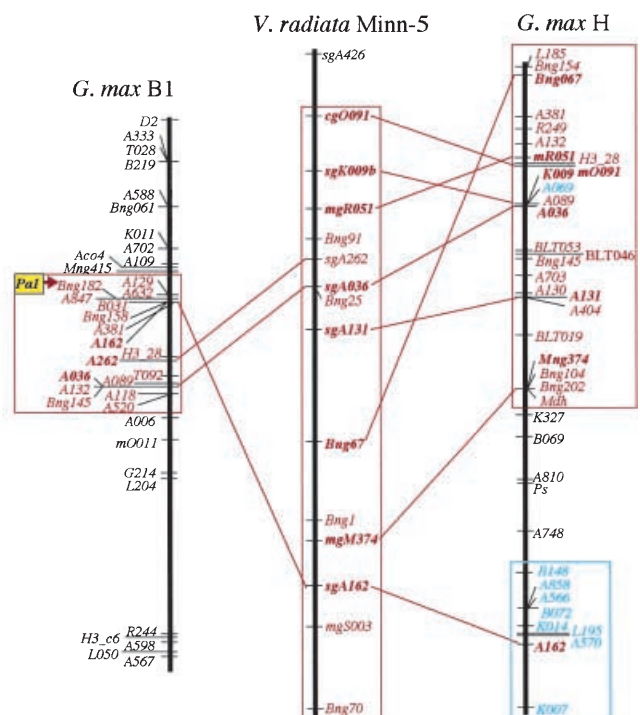 V. radiata Minn-5
G. max H
G. max B1
D2
A333
T028
B219
A588
Bng061
K011
A702
Aco4
A109
Mng415
Pa1
A129
Bng182
A632
A847
B031
Bng158
A381
A162
H3_28
A262
A036
T092
A089
A132
A118
Bng145
A520
A006
mO011
G214
L204
R244
H3_c6
A598
L050
A567
sgA426
cgO091
sgK009b
mgR051
Bng91
sgA262
sgA036
Bng25
sgA131
Bng67
Bng1
mgM374
sgA162
mgS003
Bng70
L185
Bng154
Bng067
A381
R249
A132
mR051 H3_28
K009 mO091
A069
A089
A036
BLT053
BLT046
Bng145
A703
A130
A131
A404
BLT019
Mng374
Bng104
Bng202
Mdh
K327
B069
A810
Ps
A748
B148
A858
A566
B072
K014 L195
A570
A162
K007